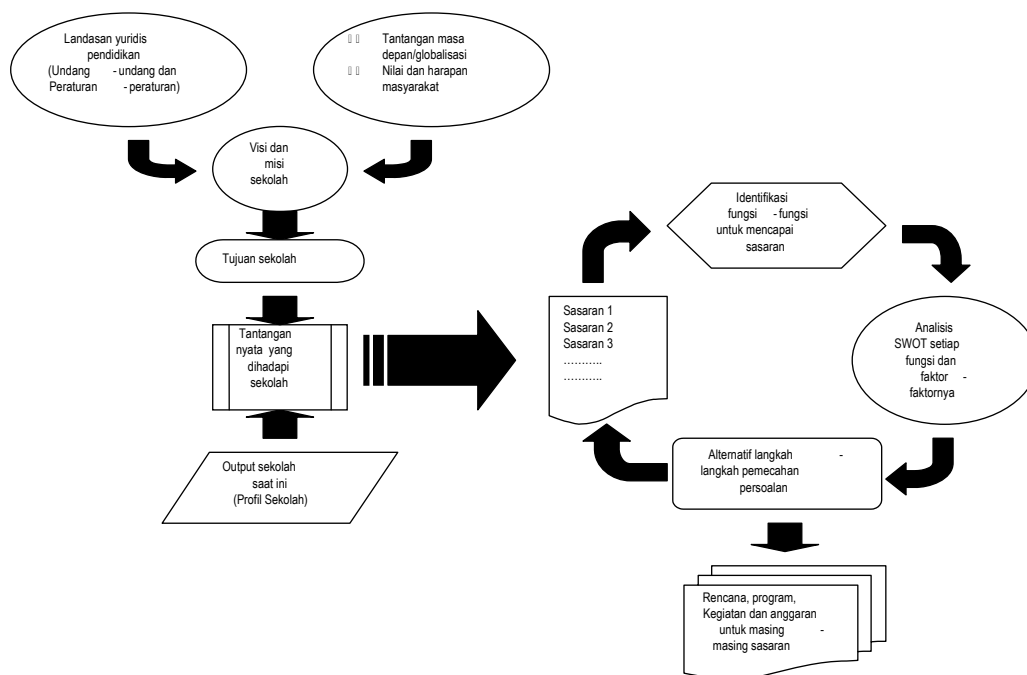 Landasan yuridis
pendidikan
(Undang - undang dan
Peraturan - peraturan)
Tantangan masa
depan/globalisasi
Nilai dan harapan
masyarakat
Visi dan
misi
sekolah
Tujuan sekolah
Tantangan
nyata yang
dihadapi
sekolah
Output sekolah
saat ini
(Profil Sekolah)
Identifikasi
fungsi - fungsi
untuk mencapai
sasaran
Sasaran 1
Sasaran 2
Sasaran 3
...........
...........
Analisis
SWOT setiap
fungsi dan
faktor -
faktornya
Alternatif langkah -
langkah pemecahan
persoalan
Rencana, program,
Kegiatan dan anggaran
untuk masing -
masing sasaran